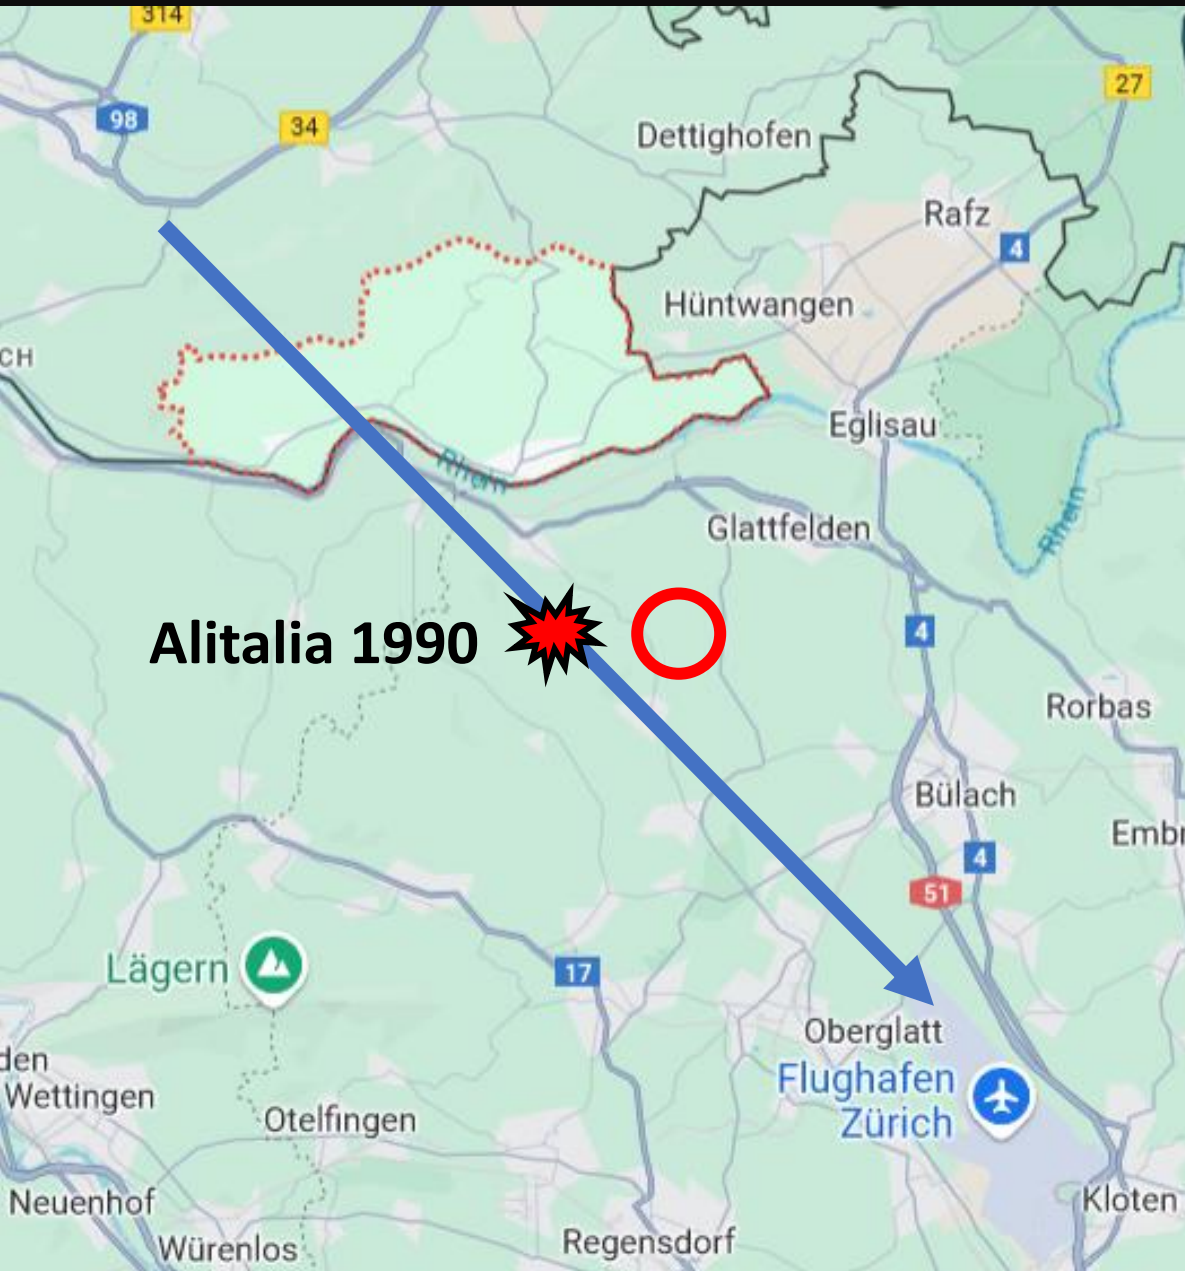 314
98
34
27
Dettighofen
Rafz
4
Hüntwangen
CH
Eglisau
Rhein
Glattfelden
Rhein
4
Alitalia 1990
Rorbas
Bülach
Embr
4
51
Lägern
17
Oberglatt
den
Flughafen
Zürich
Wettingen
Otelfingen
Neuenhof
Kloten
Würenlos
Regensdorf